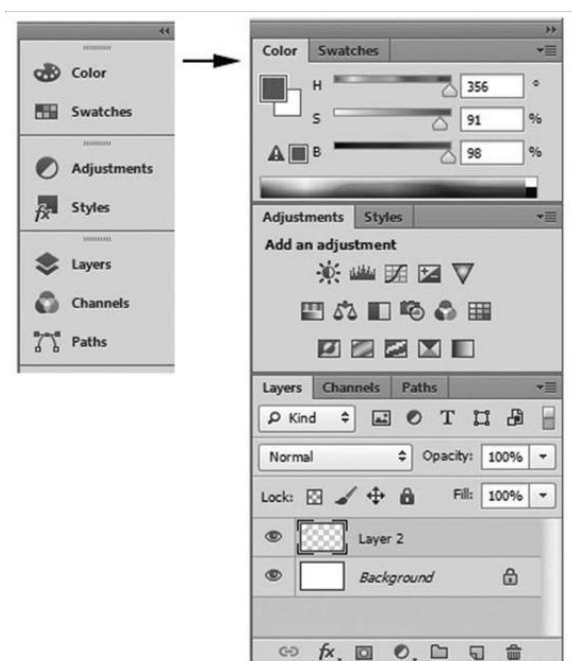 Color
Swatches
Adjustments
Styles
Layers
Channels
Paths
Color Swatches
H 356 °
S 91 %
B 98 %
Adjustments Styles
Add an adjustment
Layers Channels Paths
Kind T
Normal Opacity: 100%
Lock: Fill: 100%
Layer 2
Background
fx